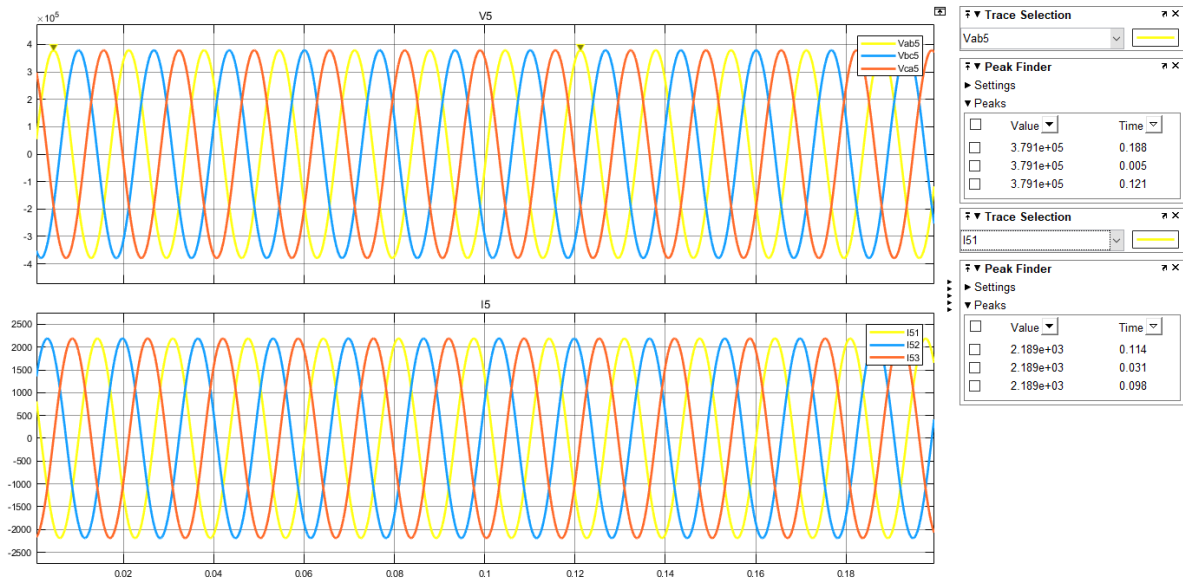 ×10⁵
V5
4
3
2
1
0
-1
-2
-3
-4
Vab5
Vbc5
Vca5
I5
2500
2000
1500
1000
500
0
-500
-1000
-1500
-2000
-2500
I51
I52
I53
0.02 0.04 0.06 0.08 0.1 0.12 0.14 0.16 0.18
Trace Selection
Vab5
Peak Finder
Settings
Peaks
Value Time
3.791e+05 0.188
3.791e+05 0.005
3.791e+05 0.121
Trace Selection
I51
Peak Finder
Settings
Peaks
Value Time
2.189e+03 0.114
2.189e+03 0.031
2.189e+03 0.098